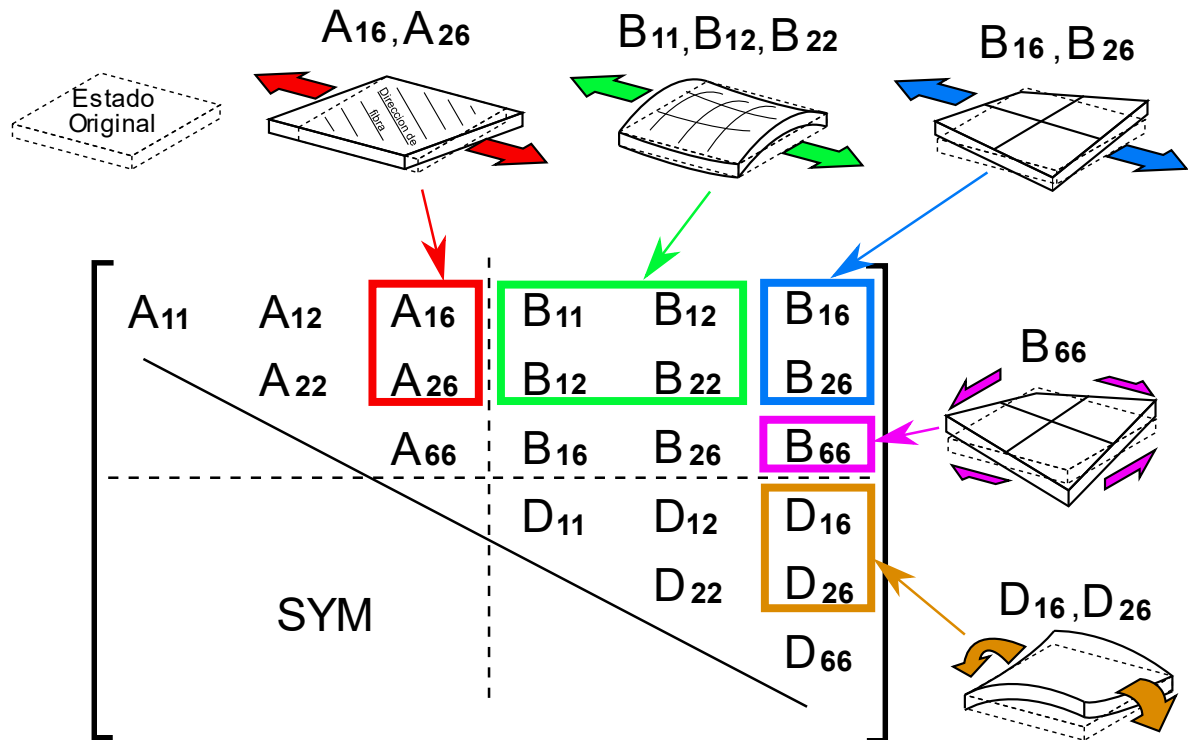 A16, A26
B11, B12, B22
B16, B26
Estado
Original
Direccion de
fibra
A11 A12 A16 B11 B12 B16
A22 A26 B12 B22 B26
A66 B16 B26 B66
B66
D11 D12 D16
D22 D26
D66
SYM
D16, D26